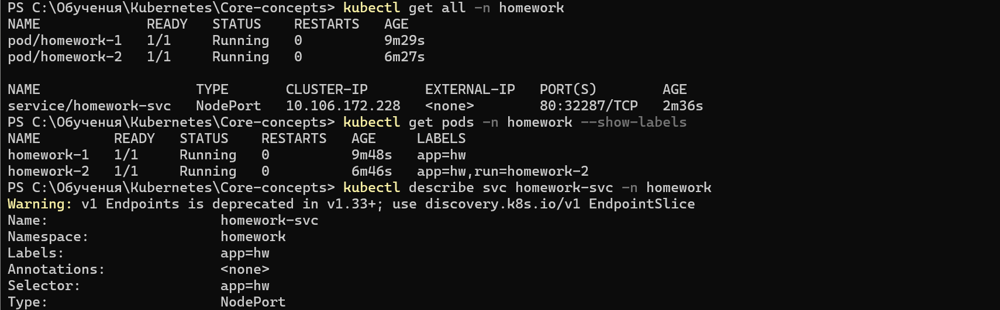 PS C:\Обучения\Kubernetes\Core-concepts> kubectl get all -n homework
NAME             READY   STATUS    RESTARTS   AGE
pod/homework-1   1/1     Running   0          9m29s
pod/homework-2   1/1     Running   0          6m27s

NAME                   TYPE       CLUSTER-IP       EXTERNAL-IP   PORT(S)        AGE
service/homework-svc   NodePort   10.106.172.228   <none>        80:32287/TCP   2m36s
PS C:\Обучения\Kubernetes\Core-concepts> kubectl get pods -n homework --show-labels
NAME         READY   STATUS    RESTARTS   AGE     LABELS
homework-1   1/1     Running   0          9m48s   app=hw
homework-2   1/1     Running   0          6m46s   app=hw,run=homework-2
PS C:\Обучения\Kubernetes\Core-concepts> kubectl describe svc homework-svc -n homework
Warning: v1 Endpoints is deprecated in v1.33+; use discovery.k8s.io/v1 EndpointSlice
Name:                     homework-svc
Namespace:                homework
Labels:                   app=hw
Annotations:              <none>
Selector:                 app=hw
Type:                     NodePort